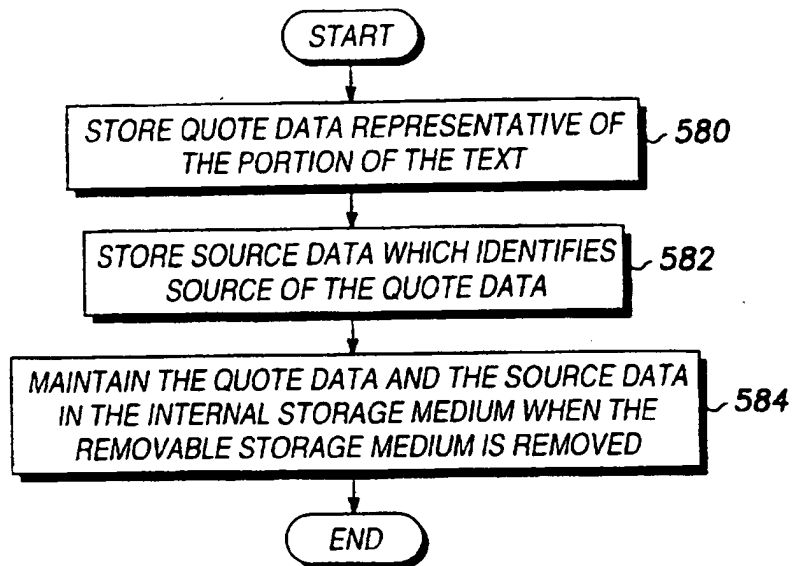 START
STORE QUOTE DATA REPRESENTATIVE OF
THE PORTION OF THE TEXT
580
STORE SOURCE DATA WHICH IDENTIFIES
SOURCE OF THE QUOTE DATA
582
MAINTAIN THE QUOTE DATA AND THE SOURCE DATA
IN THE INTERNAL STORAGE MEDIUM WHEN THE
REMOVABLE STORAGE MEDIUM IS REMOVED
584
END